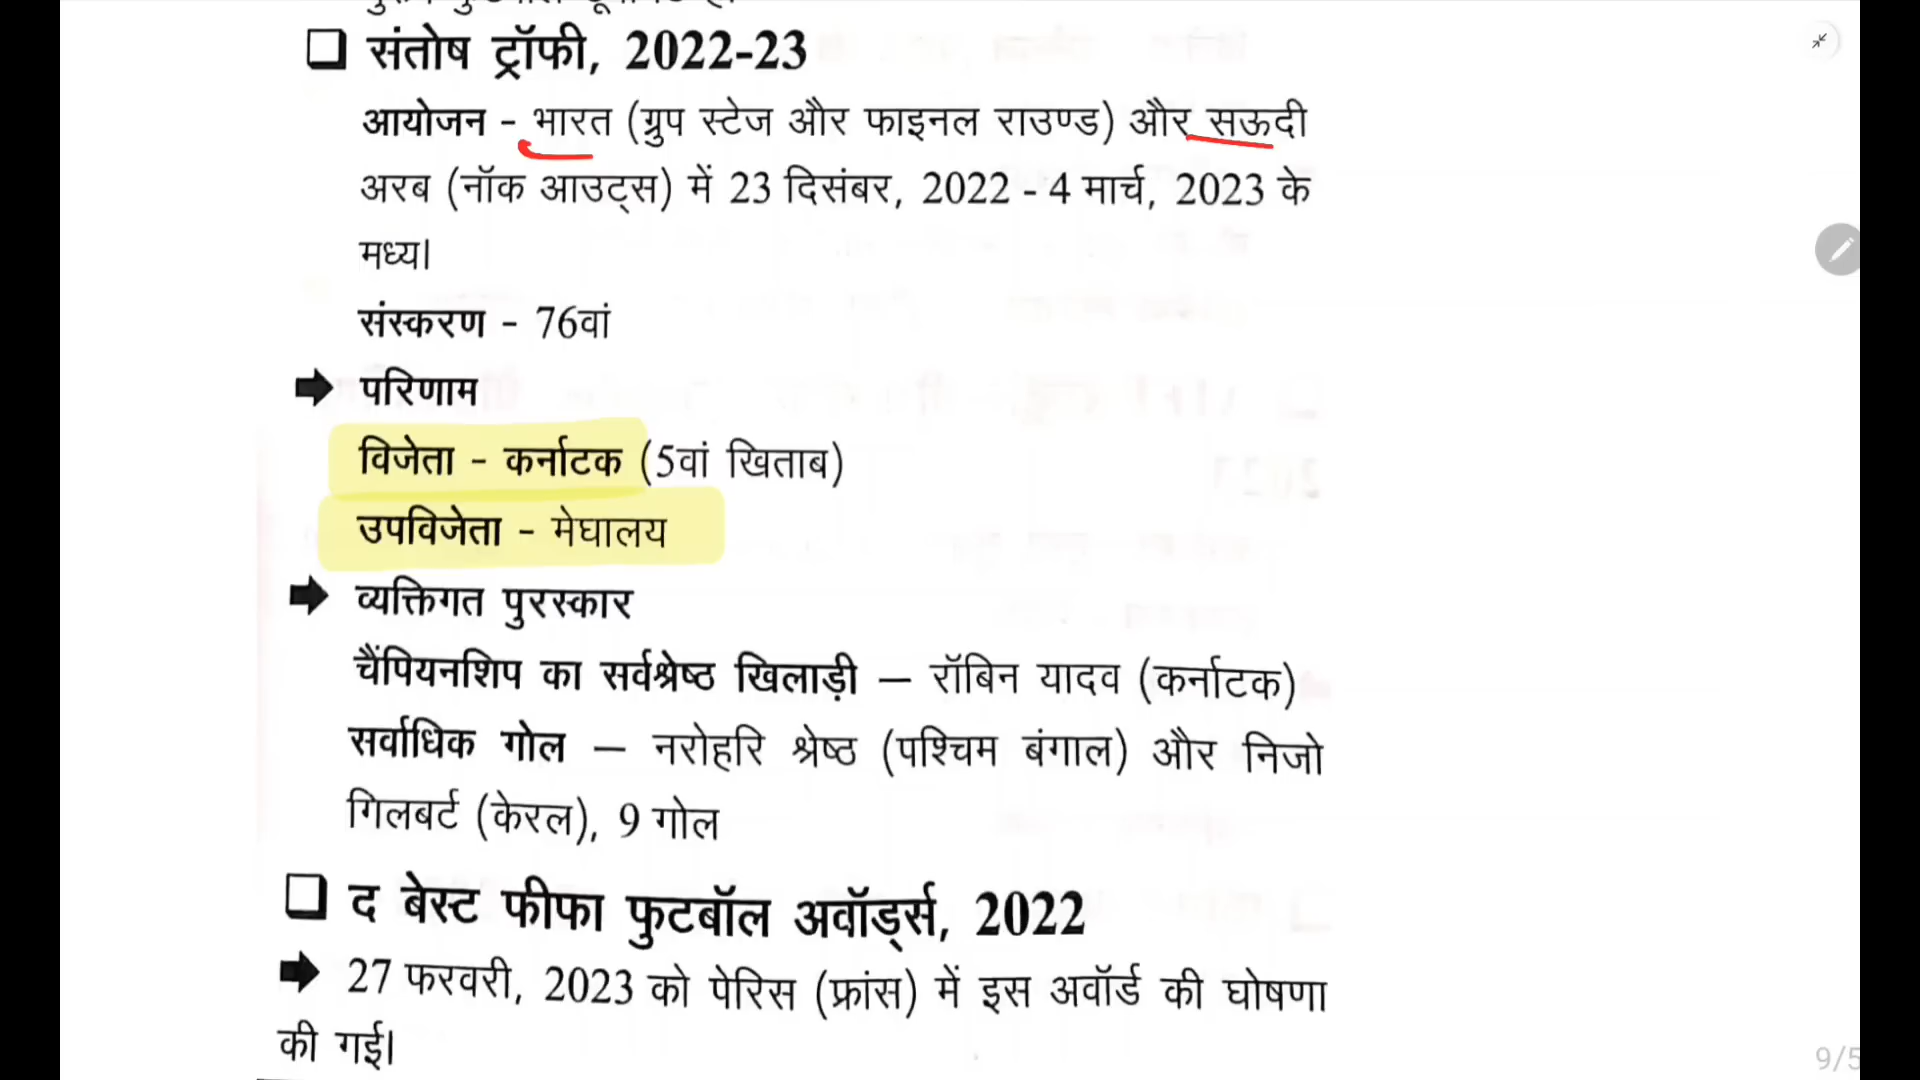 ❑ संतोष ट्रॉफी, 2022-23
आयोजन - भारत (ग्रुप स्टेज और फाइनल राउण्ड) और सऊदी
अरब (नॉक आउट्स) में 23 दिसंबर, 2022 - 4 मार्च, 2023 के
मध्य।
संस्करण - 76वां
➡ परिणाम
विजेता - कर्नाटक (5वां खिताब)
उपविजेता - मेघालय
➡ व्यक्तिगत पुरस्कार
चैंपियनशिप का सर्वश्रेष्ठ खिलाड़ी — रॉबिन यादव (कर्नाटक)
सर्वाधिक गोल — नरोहरि श्रेष्ठ (पश्चिम बंगाल) और निजो
गिलबर्ट (केरल), 9 गोल
❑ द बेस्ट फीफा फुटबॉल अवॉर्ड्स, 2022
➡ 27 फरवरी, 2023 को पेरिस (फ्रांस) में इस अवॉर्ड की घोषणा
की गई।
9/5